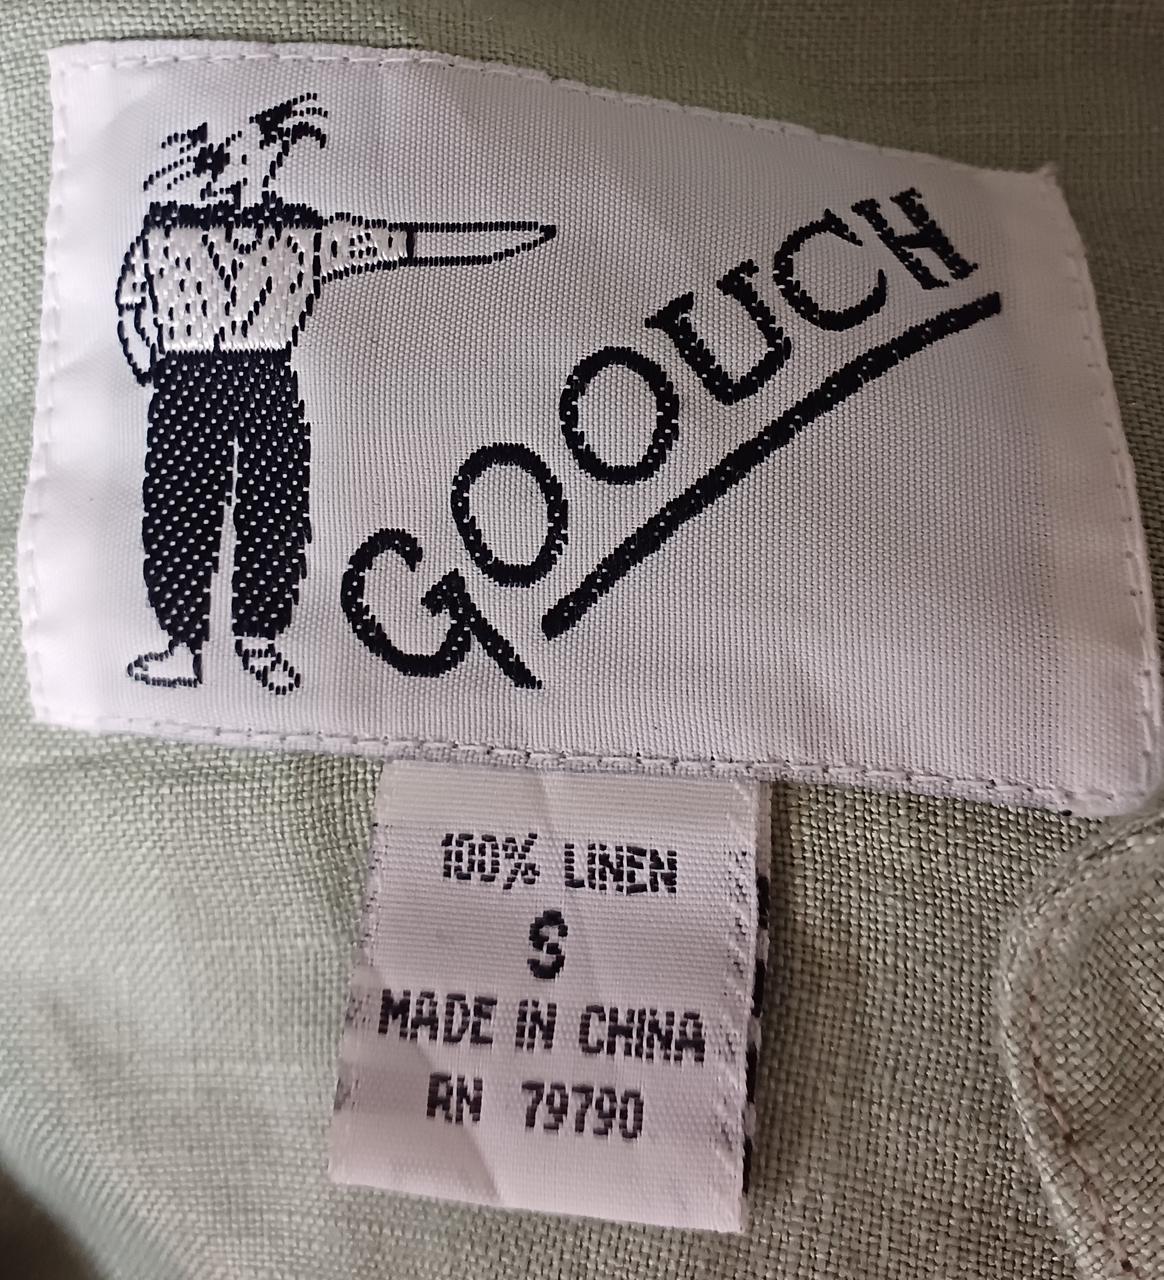 GOOUCH
100% LINEN
S
MADE IN CHINA
RN 79790